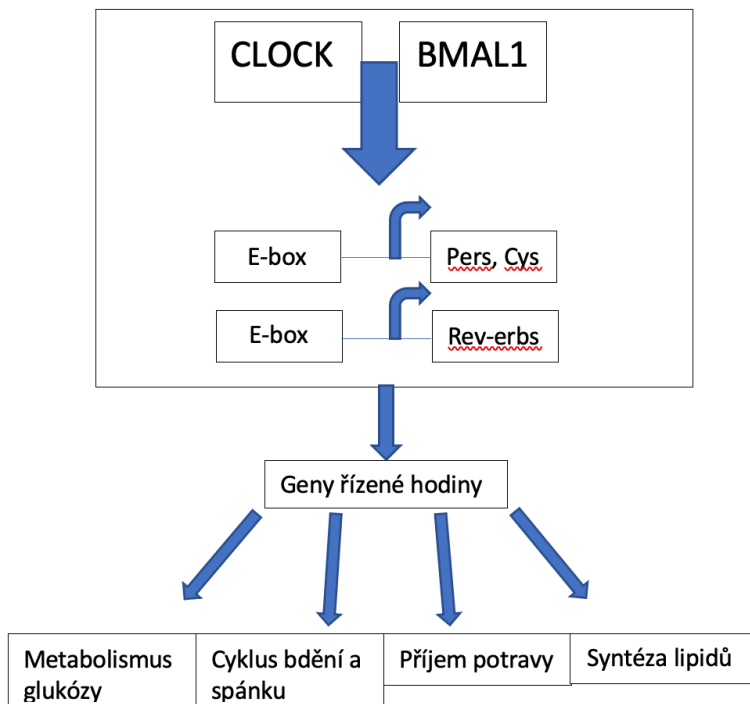 CLOCK
BMAL1
E-box
Pers, Cys
E-box
Rev-erbs
Geny řízené hodiny
Metabolismus
glukózy
Cyklus bdění a
spánku
Příjem potravy
Syntéza lipidů